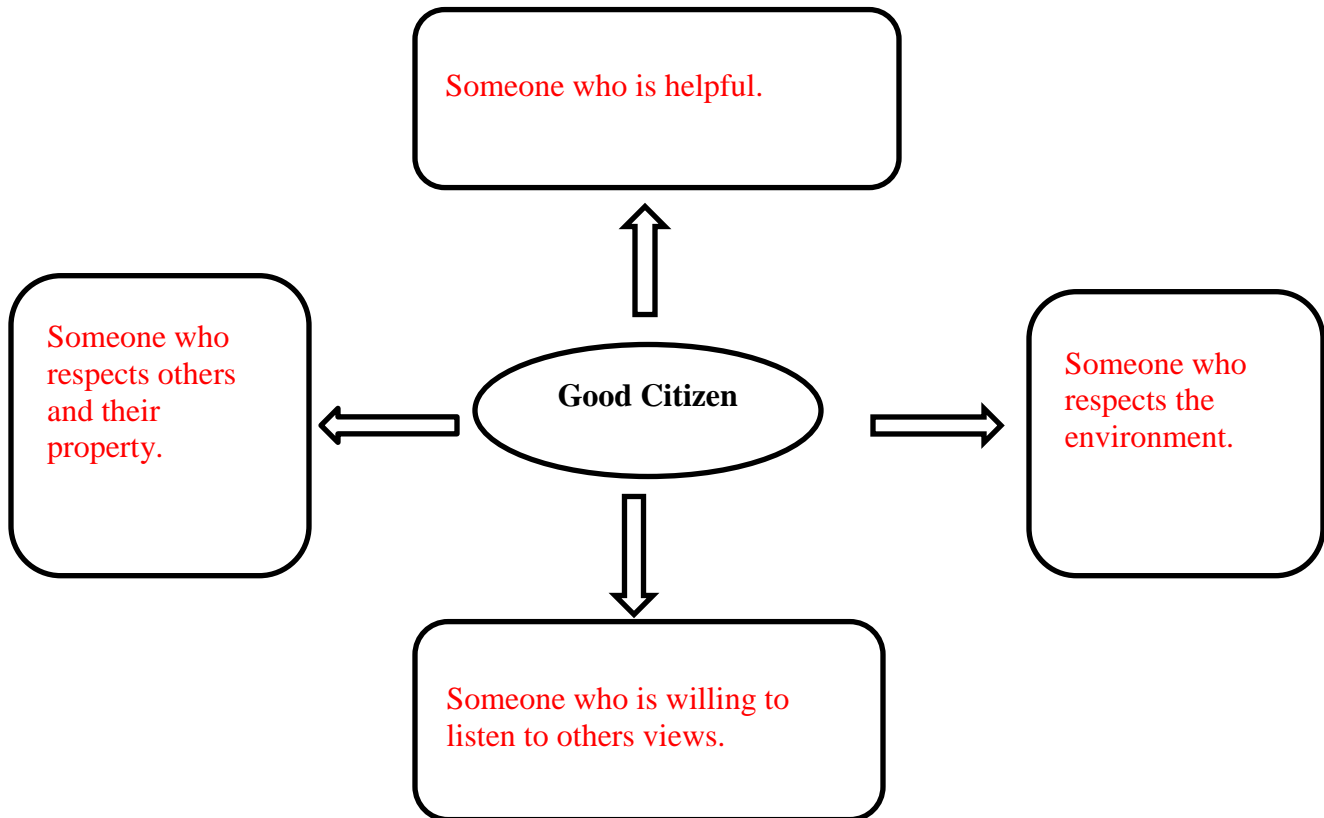 Someone who is helpful.
Someone who
respects others
and their
property.
Good Citizen
Someone who
respects the
environment.
Someone who is willing to
listen to others views.